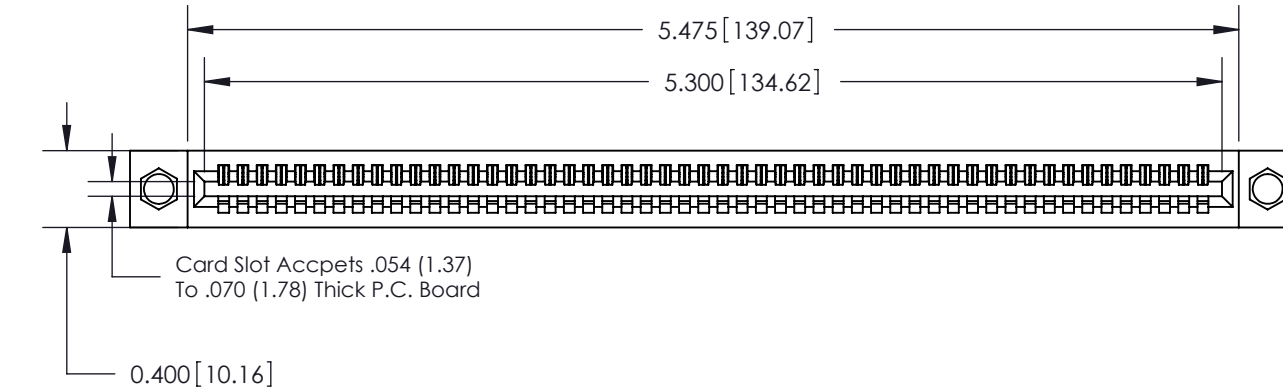 5.475 [139.07]
5.300 [134.62]
Card Slot Accpets .054 (1.37)
To .070 (1.78) Thick P.C. Board
0.400 [10.16]